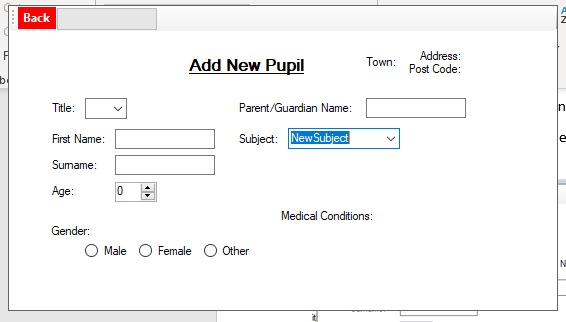 Back
Add New Pupil
Town:
Address:
Post Code:
Title:
Parent/Guardian Name:
First Name:
Subject:
NewSubject
Surname:
Age:
0
Medical Conditions:
Gender:
Male
Female
Other